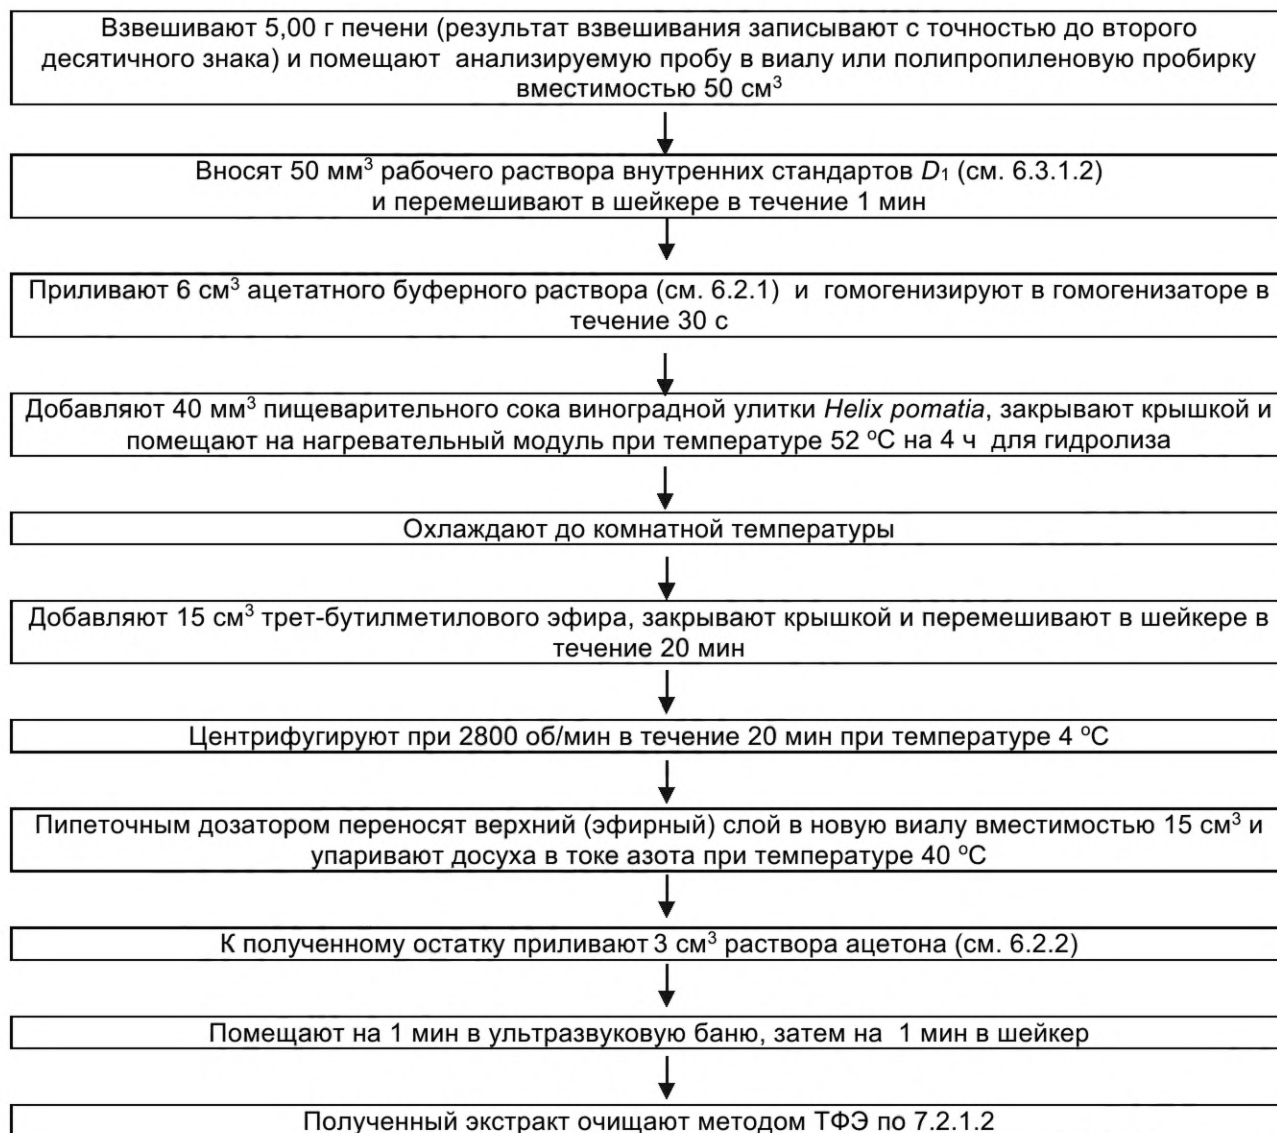 Взвешивают 5,00 г печени (результат взвешивания записывают с точностью до второго
десятичного знака) и помещают анализируемую пробу в виалу или полипропиленовую пробирку
вместимостью 50 см³
Вносят 50 мм³ рабочего раствора внутренних стандартов D₁ (см. 6.3.1.2)
и перемешивают в шейкере в течение 1 мин
Приливают 6 см³ ацетатного буферного раствора (см. 6.2.1) и гомогенизируют в гомогенизаторе в
течение 30 с
Добавляют 40 мм³ пищеварительного сока виноградной улитки Helix pomatia, закрывают крышкой и
помещают на нагревательный модуль при температуре 52 ºС на 4 ч для гидролиза
Охлаждают до комнатной температуры
Добавляют 15 см³ трет-бутилметилового эфира, закрывают крышкой и перемешивают в шейкере в
течение 20 мин
Центрифугируют при 2800 об/мин в течение 20 мин при температуре 4 ºС
Пипеточным дозатором переносят верхний (эфирный) слой в новую виалу вместимостью 15 см³ и
упаривают досуха в токе азота при температуре 40 ºС
К полученному остатку приливают 3 см³ раствора ацетона (см. 6.2.2)
Помещают на 1 мин в ультразвуковую баню, затем на 1 мин в шейкер
Полученный экстракт очищают методом ТФЭ по 7.2.1.2